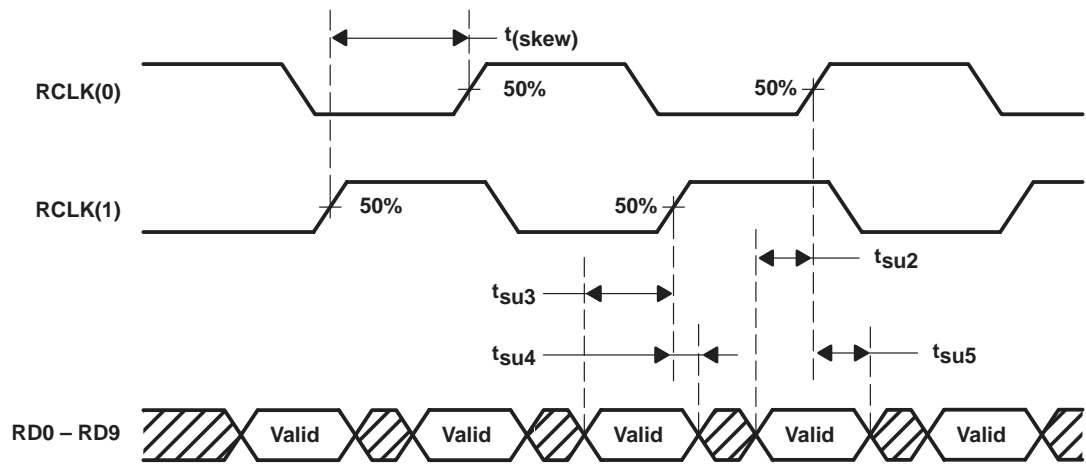 t(skew)
RCLK(0)
50%
50%
RCLK(1)
50%
50%
tsu2
tsu3
tsu4
tsu5
RD0 – RD9
Valid
Valid
Valid
Valid
Valid